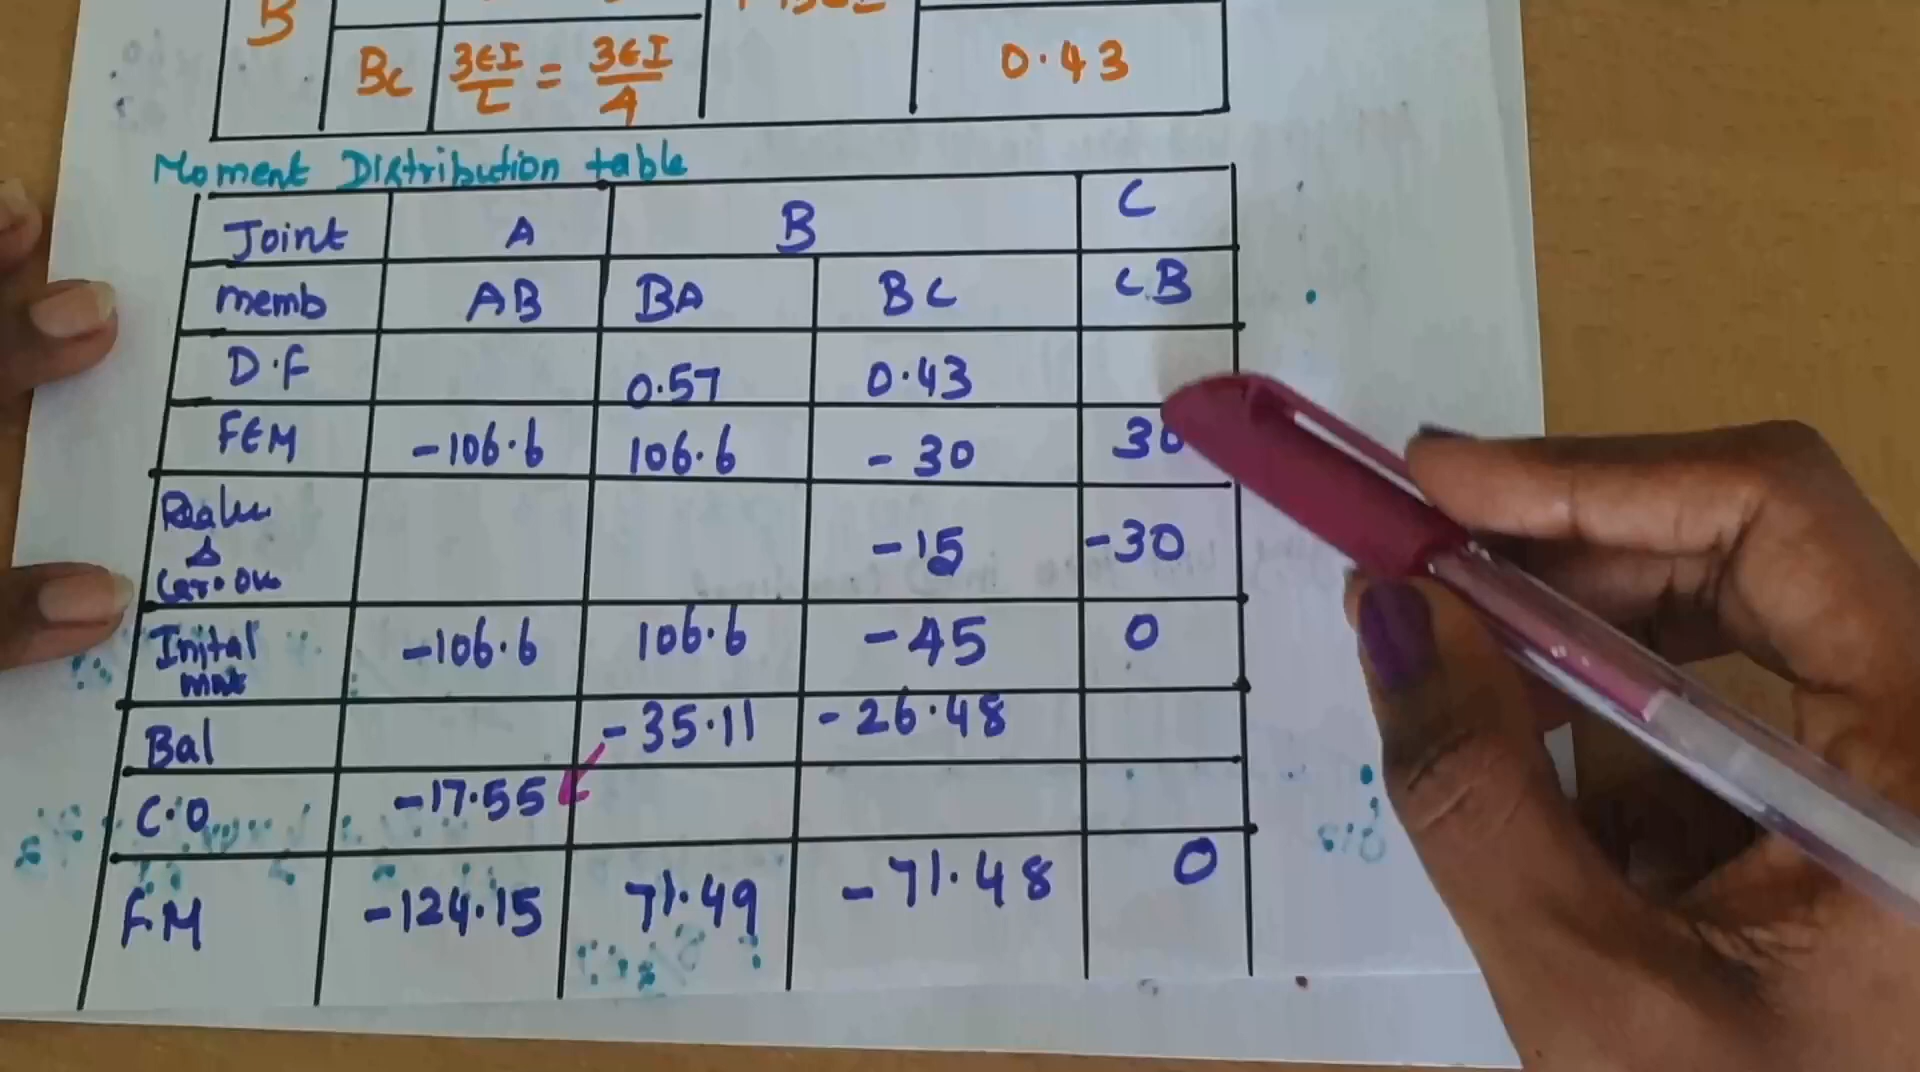 B
BC 3EI/L = 3EI/4 0.43
Moment Distribution table
Joint A B C
memb AB BA BC CB
D.F 0.57 0.43
FEM -106.6 106.6 -30 30
& -15 -30
Inital -106.6 106.6 -45 0
Bal -35.11 -26.48
C.O -17.55
F.M -124.15 71.49 -71.48 0